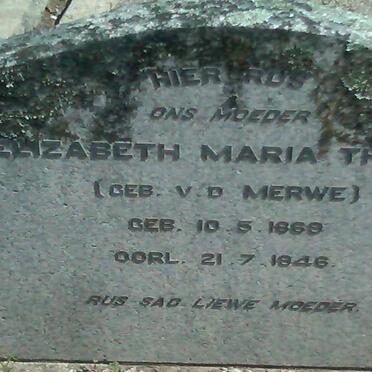 HIER RUS
ONS MOEDER
ELIZABETH MARIA TH
(GEB. V.D. MERWE)
GEB. 10.5.1869
OORL. 21.7.1946.
RUS SAG LIEWE MOEDER.